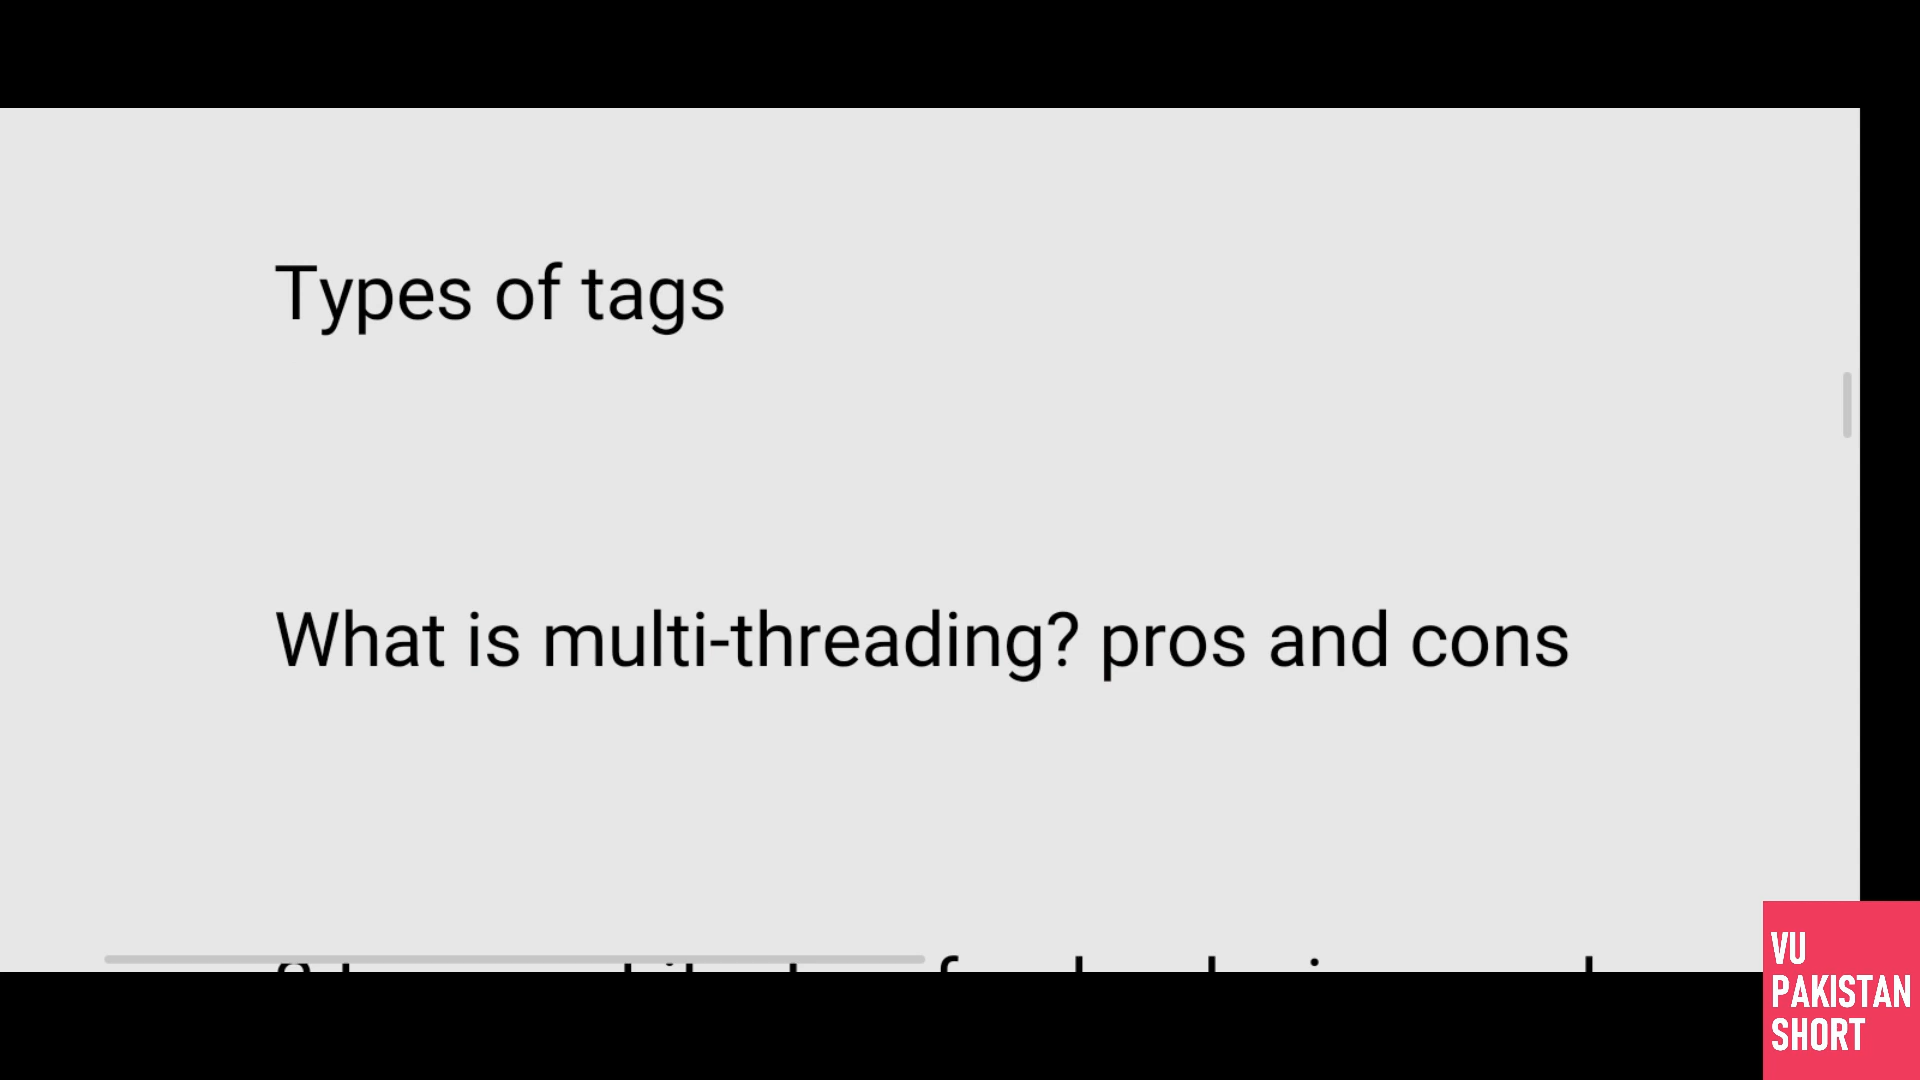 Types of tags
What is multi-threading? pros and cons
VU
PAKISTAN
SHORT